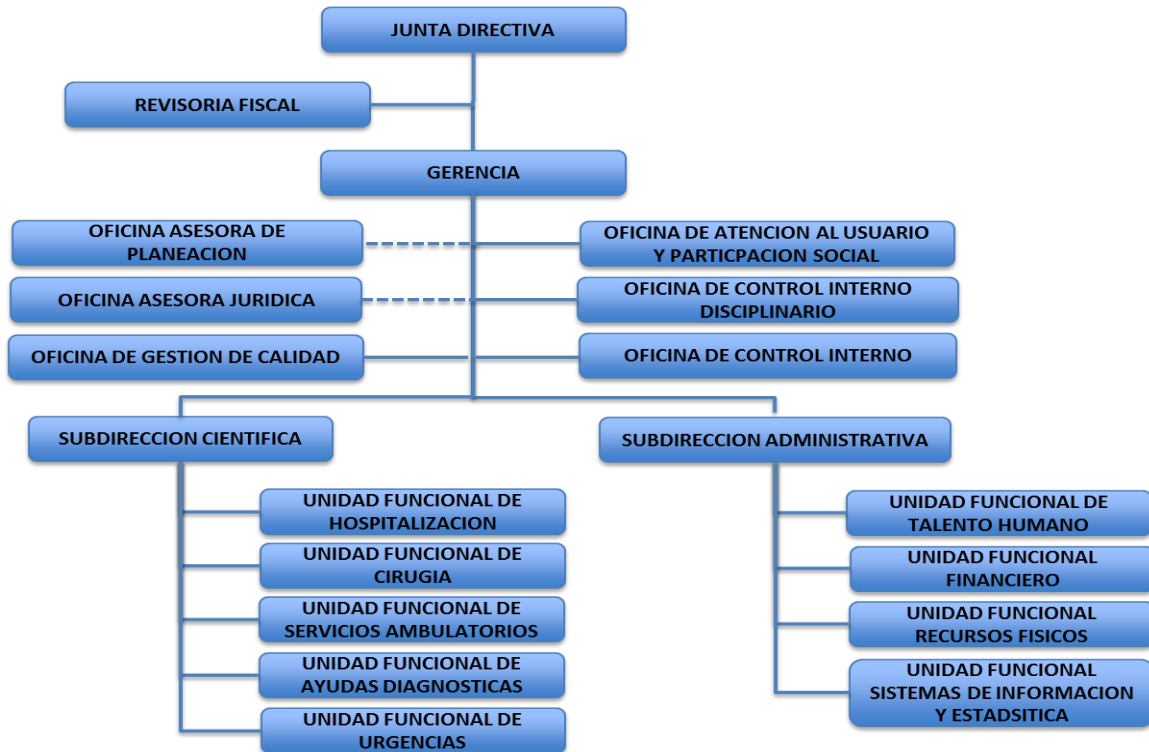 JUNTA DIRECTIVA
REVISORIA FISCAL
GERENCIA
OFICINA ASESORA DE
PLANEACION
OFICINA DE ATENCION AL USUARIO
Y PARTICPACION SOCIAL
OFICINA ASESORA JURIDICA
OFICINA DE CONTROL INTERNO
DISCIPLINARIO
OFICINA DE GESTION DE CALIDAD
OFICINA DE CONTROL INTERNO
SUBDIRECCION CIENTIFICA
SUBDIRECCION ADMINISTRATIVA
UNIDAD FUNCIONAL DE
HOSPITALIZACION
UNIDAD FUNCIONAL DE
CIRUGIA
UNIDAD FUNCIONAL DE
SERVICIOS AMBULATORIOS
UNIDAD FUNCIONAL DE
AYUDAS DIAGNOSTICAS
UNIDAD FUNCIONAL DE
URGENCIAS
UNIDAD FUNCIONAL DE
TALENTO HUMANO
UNIDAD FUNCIONAL
FINANCIERO
UNIDAD FUNCIONAL
RECURSOS FISICOS
UNIDAD FUNCIONAL
SISTEMAS DE INFORMACION
Y ESTADSITICA